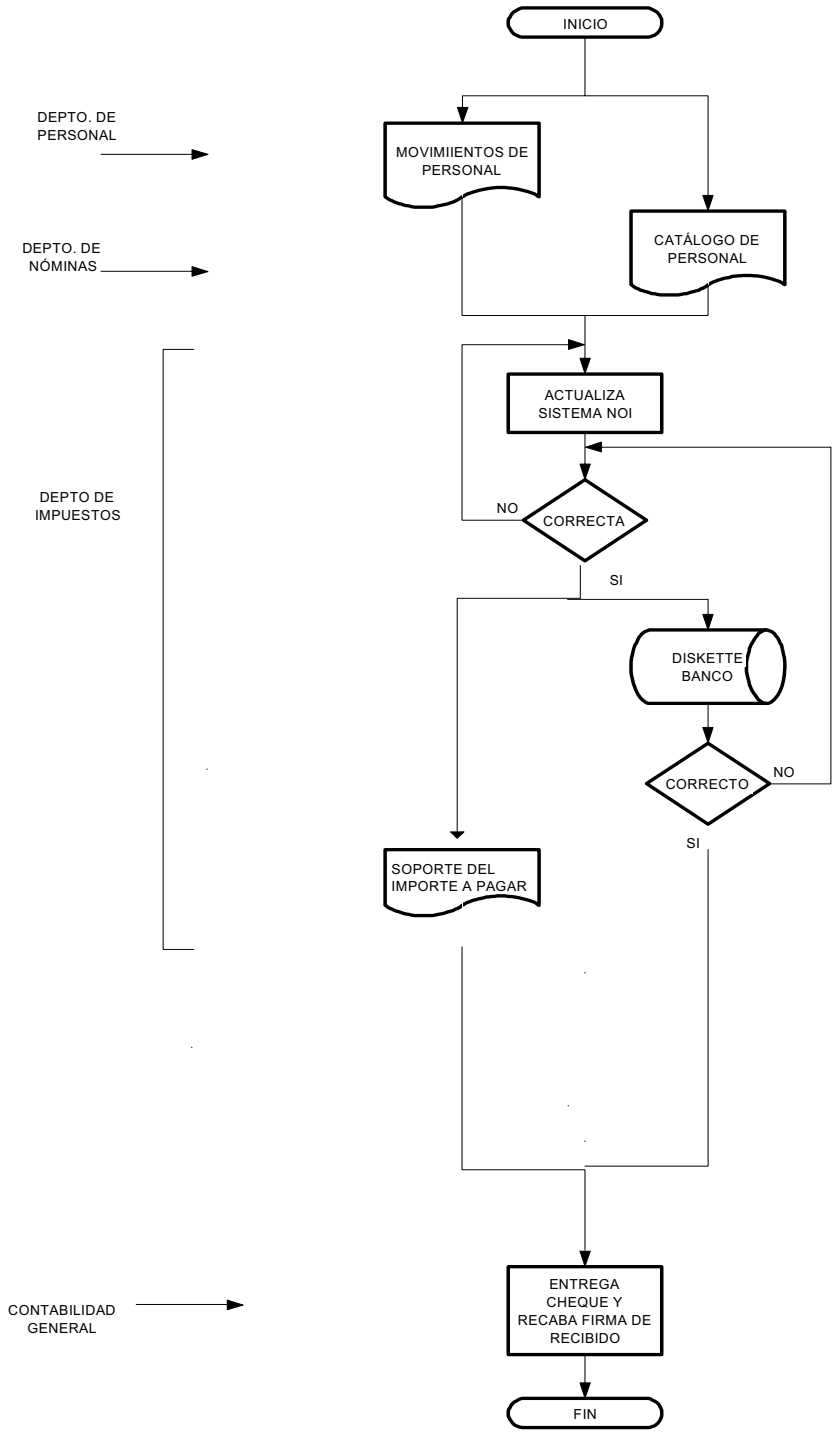 INICIO
DEPTO. DE
PERSONAL
MOVIMIIENTOS DE
PERSONAL
DEPTO. DE
NÓMINAS
CATÁLOGO DE
PERSONAL
ACTUALIZA
SISTEMA NOI
DEPTO DE
IMPUESTOS
NO
CORRECTA
SI
DISKETTE
BANCO
CORRECTO
NO
SI
SOPORTE DEL
IMPORTE A PAGAR
CONTABILIDAD
GENERAL
ENTREGA
CHEQUE Y
RECABA FIRMA DE
RECIBIDO
FIN